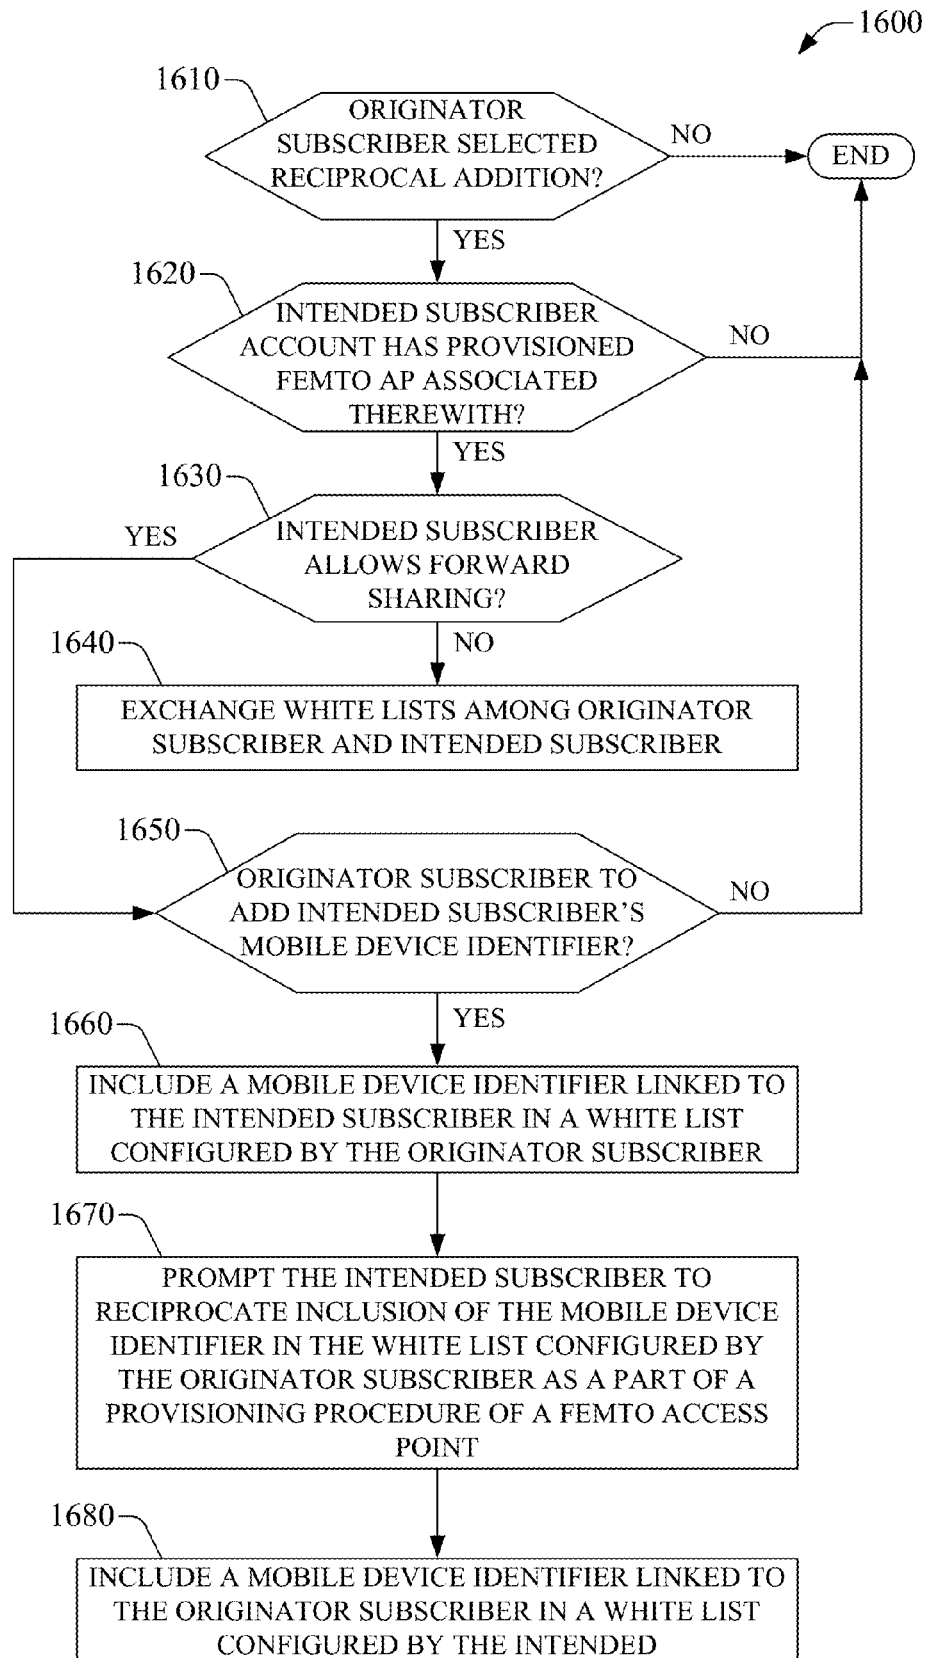 1600
1610
ORIGINATOR
SUBSCRIBER SELECTED
RECIPROCAL ADDITION?
NO
END
YES
1620
INTENDED SUBSCRIBER
ACCOUNT HAS PROVISIONED
FEMTO AP ASSOCIATED
THEREWITH?
NO
YES
1630
INTENDED SUBSCRIBER
ALLOWS FORWARD
SHARING?
YES
NO
1640
EXCHANGE WHITE LISTS AMONG ORIGINATOR
SUBSCRIBER AND INTENDED SUBSCRIBER
1650
ORIGINATOR SUBSCRIBER TO
ADD INTENDED SUBSCRIBER'S
MOBILE DEVICE IDENTIFIER?
NO
YES
1660
INCLUDE A MOBILE DEVICE IDENTIFIER LINKED TO
THE INTENDED SUBSCRIBER IN A WHITE LIST
CONFIGURED BY THE ORIGINATOR SUBSCRIBER
1670
PROMPT THE INTENDED SUBSCRIBER TO
RECIPROCATE INCLUSION OF THE MOBILE DEVICE
IDENTIFIER IN THE WHITE LIST CONFIGURED BY
THE ORIGINATOR SUBSCRIBER AS A PART OF A
PROVISIONING PROCEDURE OF A FEMTO ACCESS
POINT
1680
INCLUDE A MOBILE DEVICE IDENTIFIER LINKED TO
THE ORIGINATOR SUBSCRIBER IN A WHITE LIST
CONFIGURED BY THE INTENDED